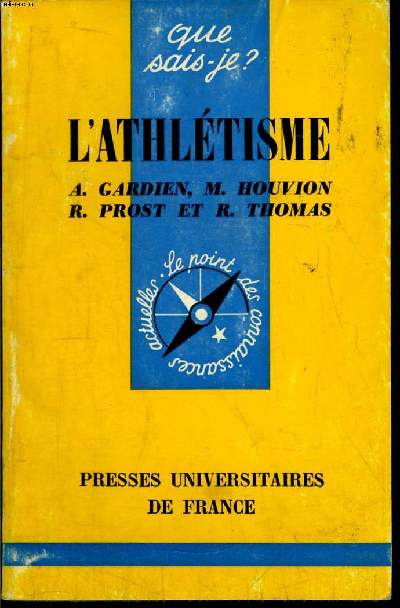 que
sais-je?
L'ATHLÉTISME
A. GARDIEN, M. HOUVION
R. PROST ET R. THOMAS
Le point des connaissances actuelles.
PRESSES UNIVERSITAIRES
DE FRANCE